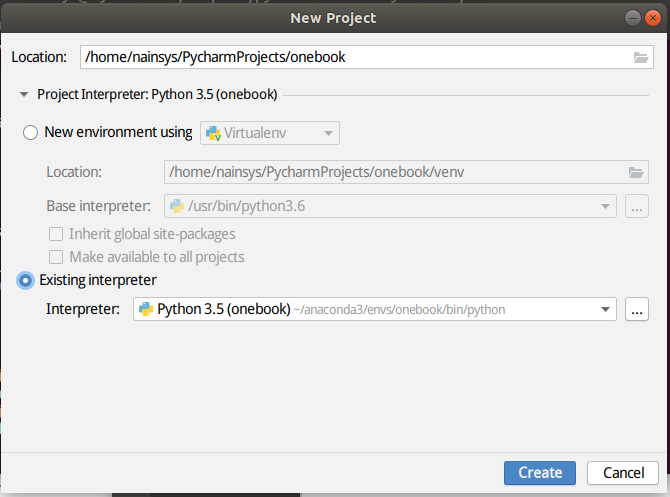 New Project
Location: /home/nainsys/PycharmProjects/onebook
Project Interpreter: Python 3.5 (onebook)
New environment using Virtualenv
Location: /home/nainsys/PycharmProjects/onebook/venv
Base interpreter: /usr/bin/python3.6 ...
Inherit global site-packages
Make available to all projects
Existing interpreter
Interpreter: Python 3.5 (onebook) ~/anaconda3/envs/onebook/bin/python ...
Create Cancel